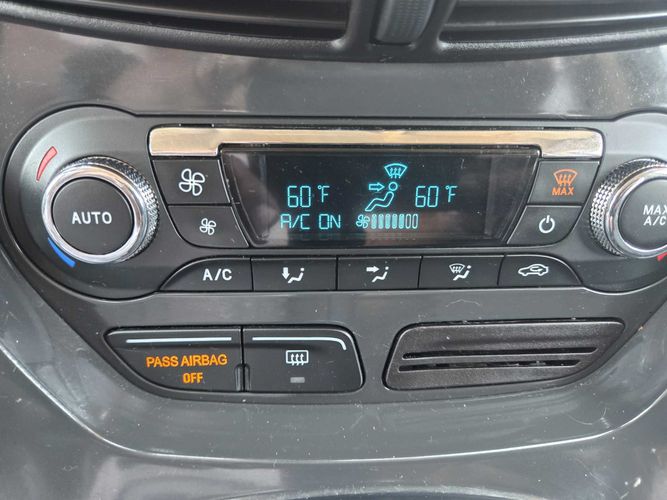 60°F 60°F
A/C ON
AUTO
MAX
MAX
A/C
A/C
PASS AIRBAG
OFF